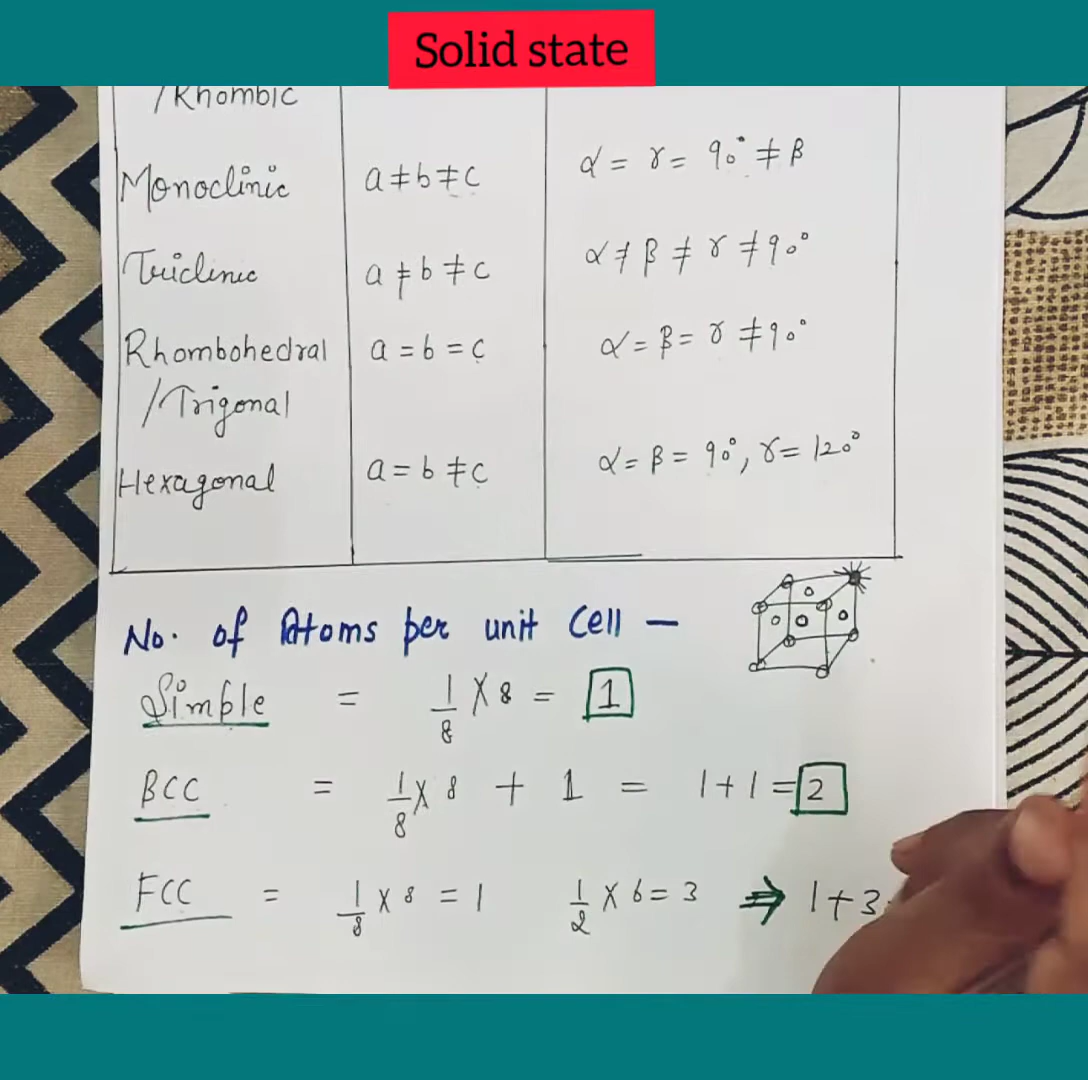 Solid state
/Rhombic
Monoclinic a ≠ b ≠ c α = γ = 90° ≠ β
Triclinic a ≠ b ≠ c α ≠ β ≠ γ ≠ 90°
Rhombohedral a = b = c α = β = γ ≠ 90°
/Trigonal
Hexagonal a = b ≠ c α = β = 90°, γ = 120°
No. of Atoms per unit Cell —
Simple = 1/8 × 8 = 1
BCC = 1/8 × 8 + 1 = 1 + 1 = 2
FCC = 1/8 × 8 = 1 1/2 × 6 = 3 ⇒ 1 + 3